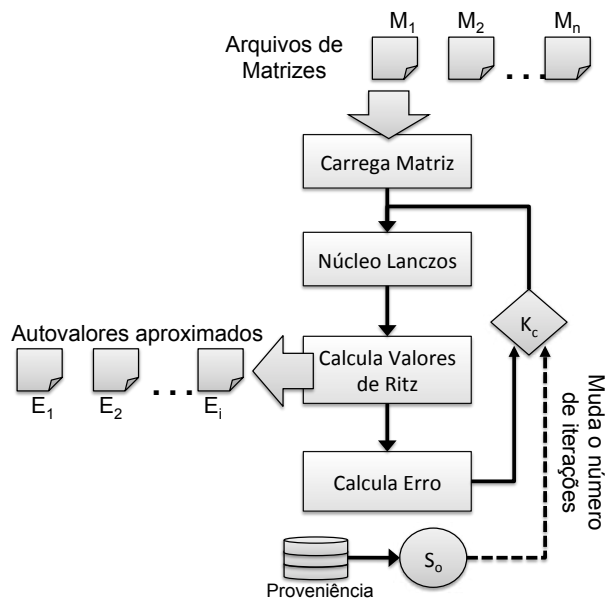 M1
M2
Mn
Arquivos de
Matrizes
. . .
Carrega Matriz
Núcleo Lanczos
Kc
Autovalores aproximados
Calcula Valores
de Ritz
. . .
E1
E2
Ei
Muda o número
de iterações
Calcula Erro
So
Proveniência